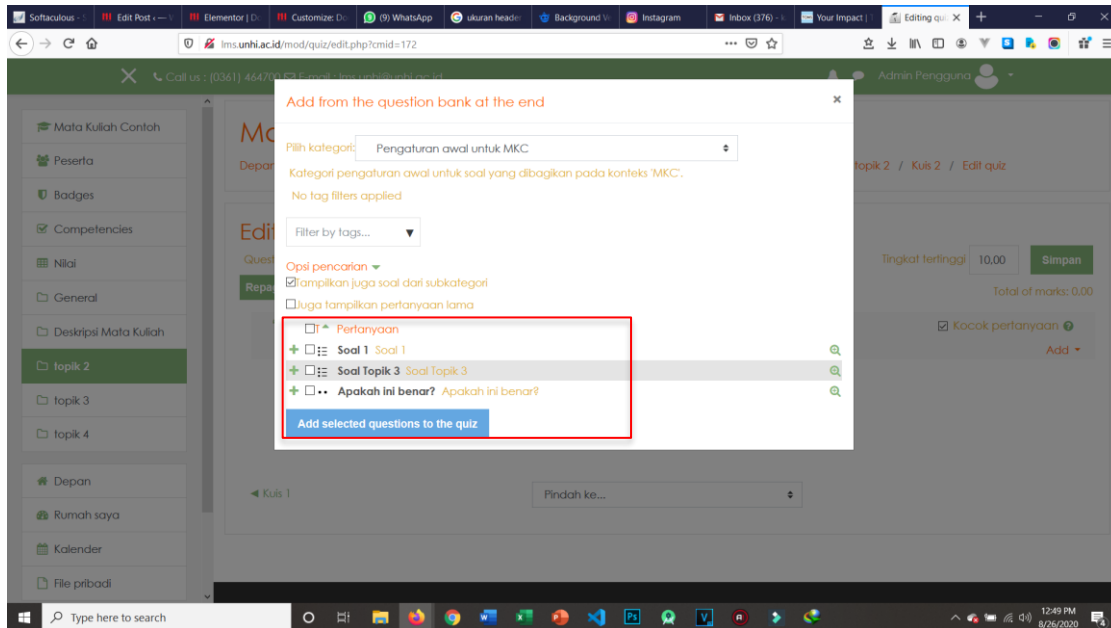 Softaculous - Edit Post ‹ — W Elementor | Do Customize: Do (9) WhatsApp ukuran header Background V Instagram Inbox (376) - k Your Impact | Editing qui
lms.unhi.ac.id/mod/quiz/edit.php?cmid=172
Call us : (0361) 464700 E-mail : lms.unhi@unhi.ac.id Admin Pengguna
Add from the question bank at the end
Mata Kuliah Contoh
Pilih kategori: Pengaturan awal untuk MKC
Peserta
Depan topik 2 / Kuis 2 / Edit quiz
Kategori pengaturan awal untuk soal yang dibagikan pada konteks 'MKC'.
Badges
No tag filters applied
Competencies
Filter by tags...
Nilai
Tingkat tertinggi 10,00 Simpan
Opsi pencarian
Tampilkan juga soal dari subkategori
General
Total of marks: 0.00
Juga tampilkan pertanyaan lama
Deskripsi Mata Kuliah
T Pertanyaan
Kocok pertanyaan
Soal 1 Soal 1
Add
topik 2
Soal Topik 3 Soal Topik 3
Apakah ini benar? Apakah ini benar?
topik 3
Add selected questions to the quiz
topik 4
Depan
Kuis 1
Pindah ke...
Rumah saya
Kalender
File pribadi
Type here to search
12:49 PM
8/26/2020